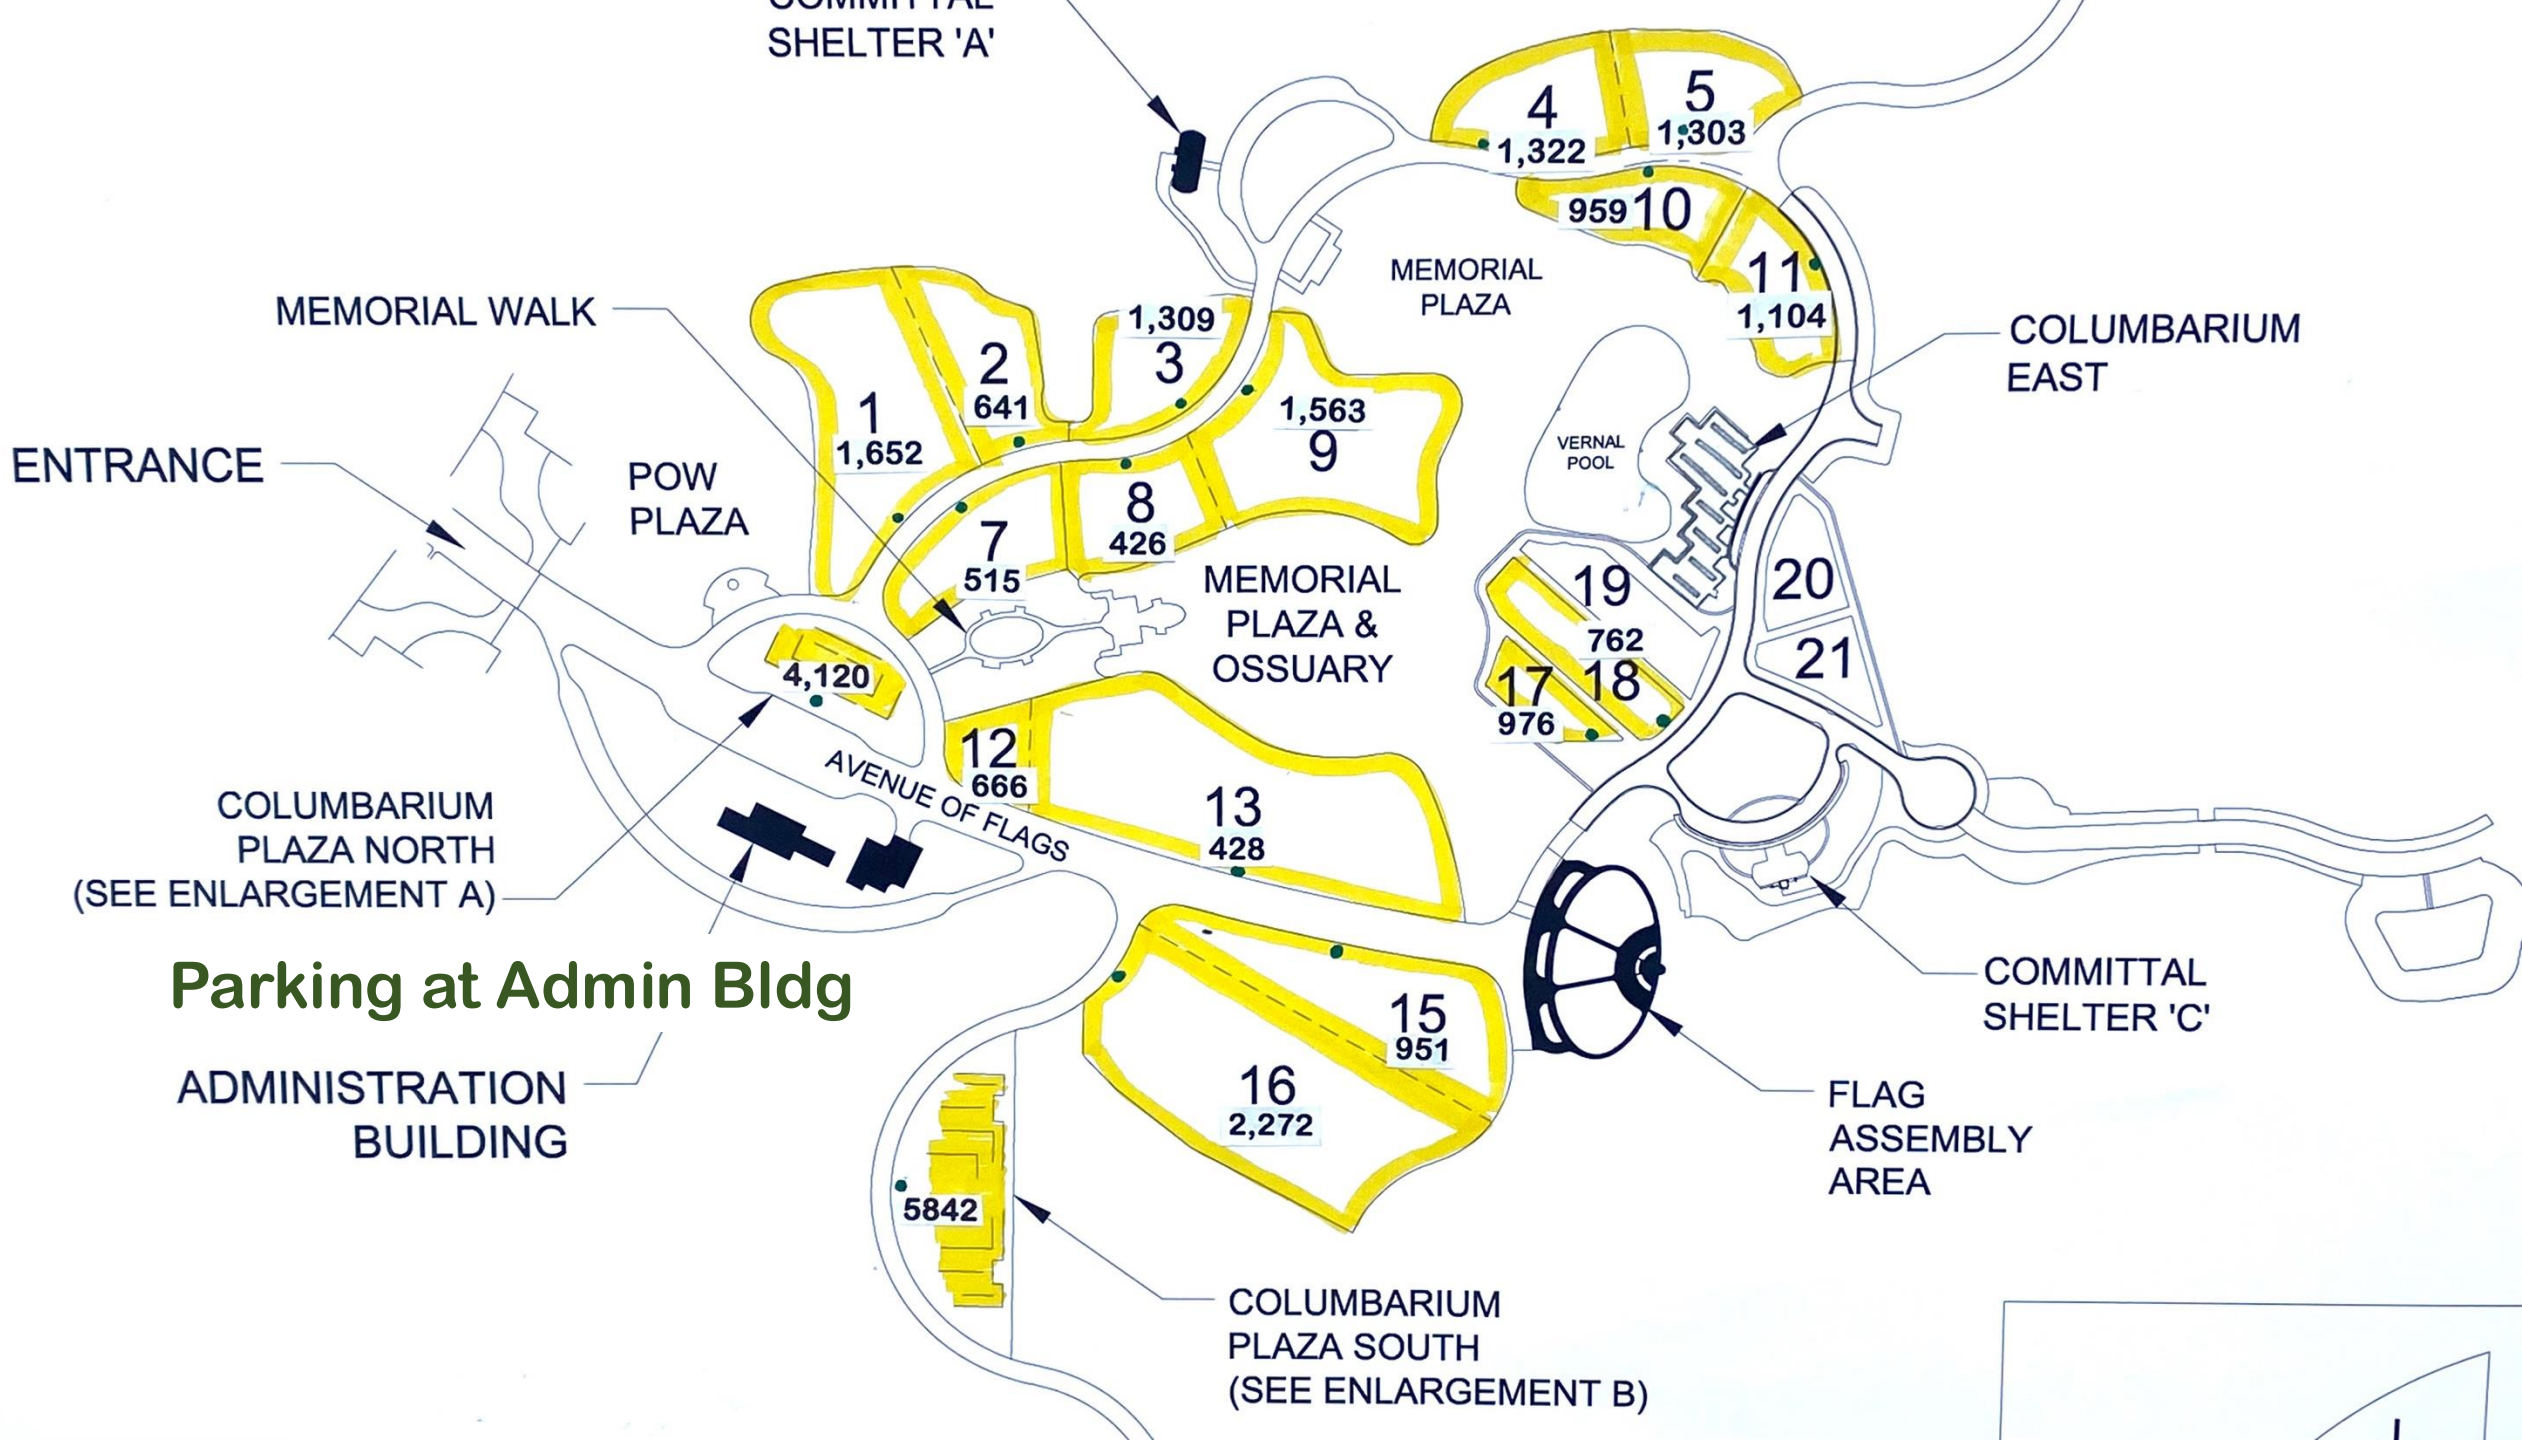 SHELTER 'A'
4
1,322
5
1,303
959 10
11
1,104
MEMORIAL
PLAZA
MEMORIAL WALK
1,309
3
2
641
1
1,652
1,563
9
COLUMBARIUM
EAST
VERNAL
POOL
ENTRANCE
POW
PLAZA
8
426
7
515
MEMORIAL
PLAZA &
OSSUARY
19
762
18
17
976
20
21
4,120
12
666
AVENUE OF FLAGS
13
428
COLUMBARIUM
PLAZA NORTH
(SEE ENLARGEMENT A)
Parking at Admin Bldg
ADMINISTRATION
BUILDING
15
951
16
2,272
COMMITTAL
SHELTER 'C'
FLAG
ASSEMBLY
AREA
5842
COLUMBARIUM
PLAZA SOUTH
(SEE ENLARGEMENT B)